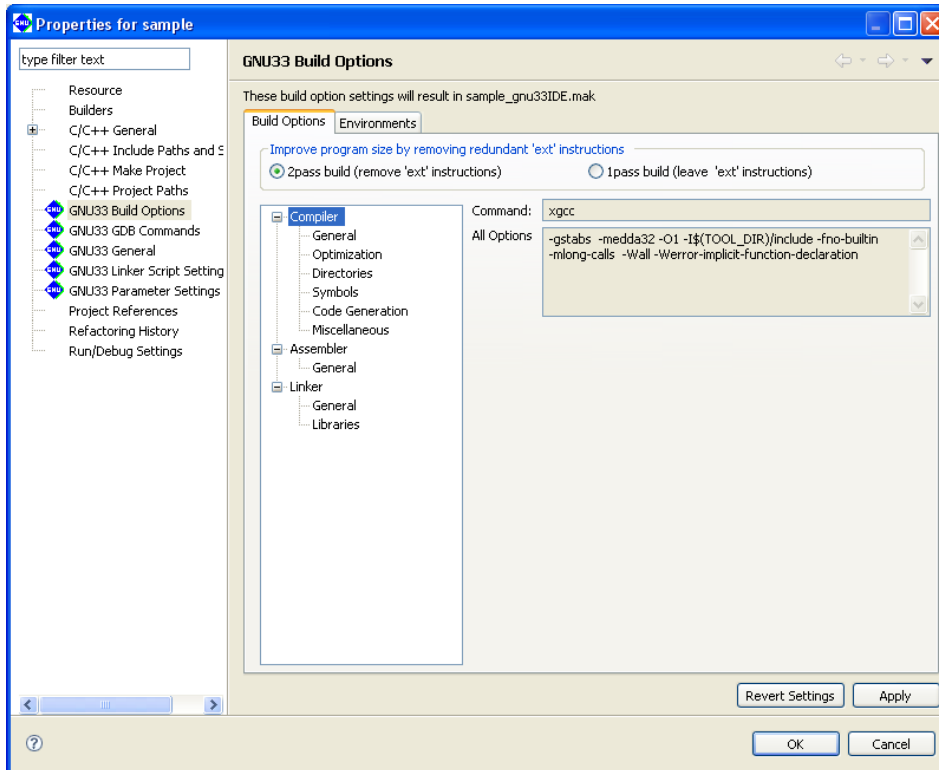 Properties for sample
type filter text
Resource
Builders
C/C++ General
C/C++ Include Paths and S
C/C++ Make Project
C/C++ Project Paths
GNU33 Build Options
GNU33 GDB Commands
GNU33 General
GNU33 Linker Script Setting
GNU33 Parameter Settings
Project References
Refactoring History
Run/Debug Settings
GNU33 Build Options
These build option settings will result in sample_gnu33IDE.mak
Build Options
Environments
Improve program size by removing redundant 'ext' instructions
2pass build (remove 'ext' instructions)
1pass build (leave 'ext' instructions)
Compiler
General
Optimization
Directories
Symbols
Code Generation
Miscellaneous
Assembler
General
Linker
General
Libraries
Command:
xgcc
All Options
-gstabs -medda32 -O1 -I$(TOOL_DIR)/include -fno-builtin
-mlong-calls -Wall -Werror-implicit-function-declaration
Revert Settings
Apply
OK
Cancel